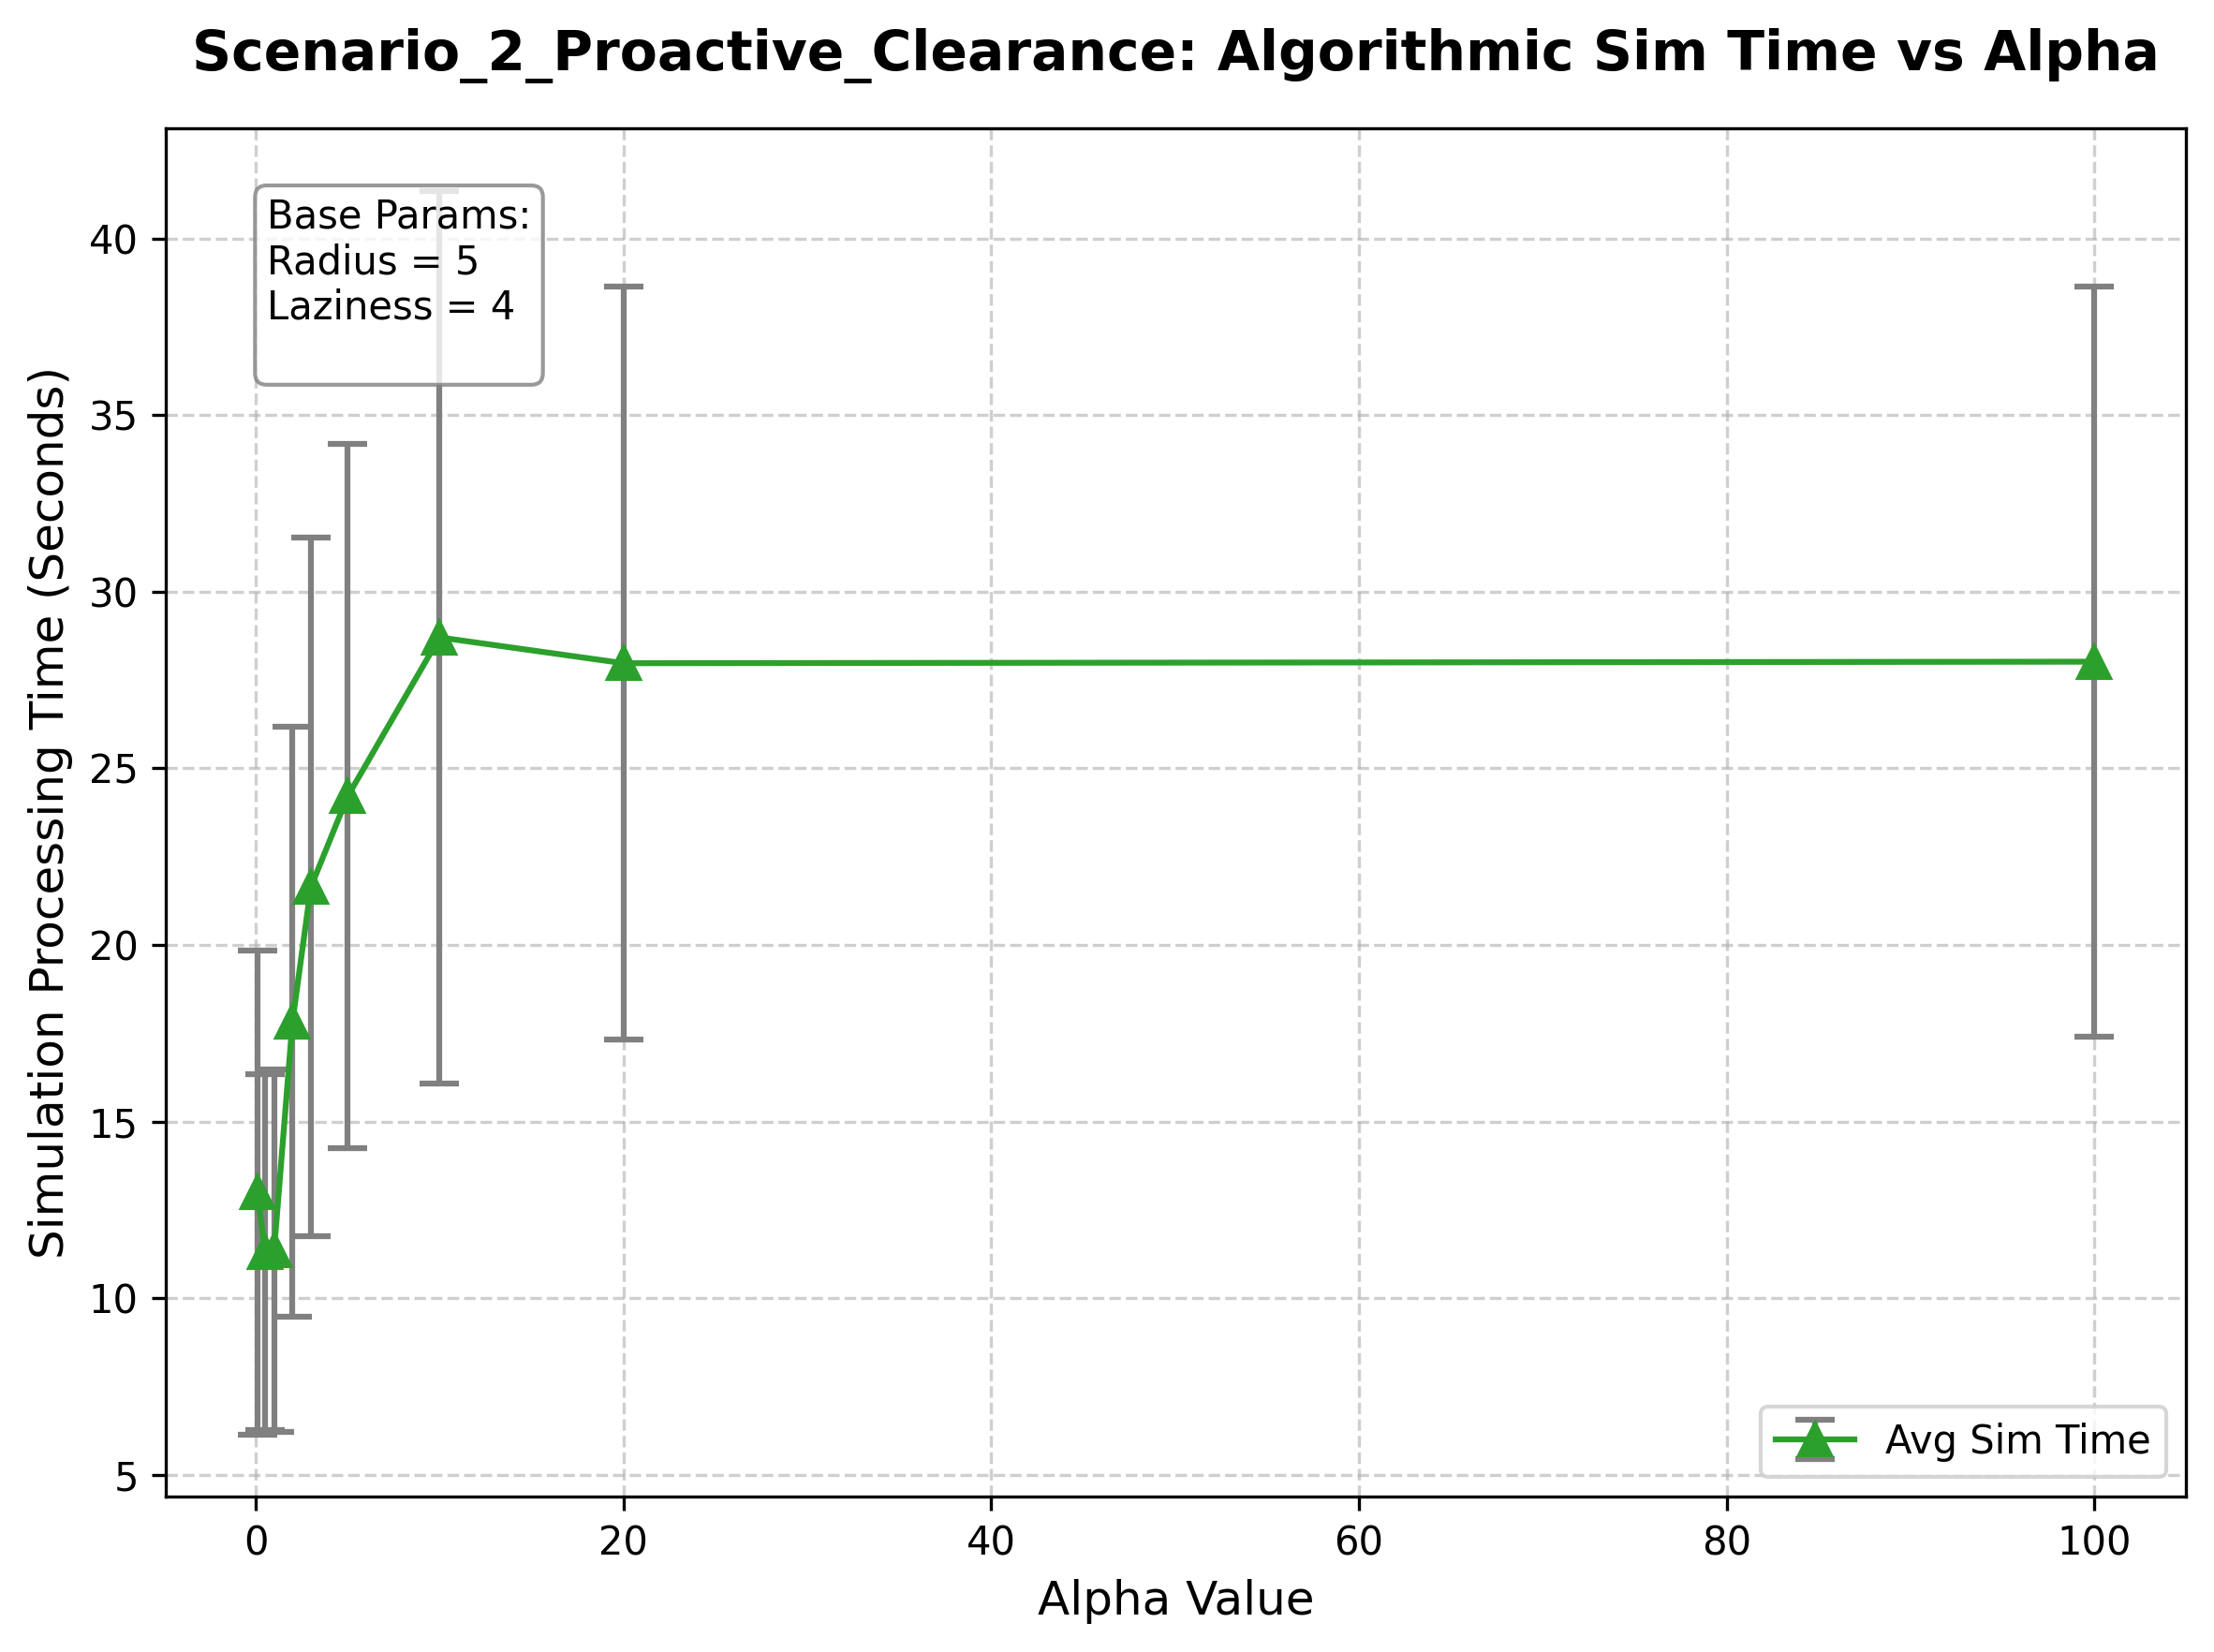 Scenario_2_Proactive_Clearance: Algorithmic Sim Time vs Alpha
Base Params:
Radius = 5
Laziness = 4
Simulation Processing Time (Seconds)
40
35
30
25
20
15
10
5
0
20
40
60
80
100
Alpha Value
Avg Sim Time